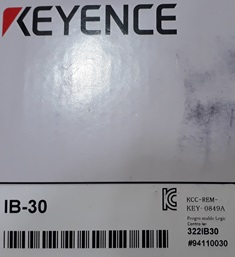 KEYENCE
IB-30
KCC-REM-
KEY-0849A
Programmable Logic
Controller
322IB30
#94110030